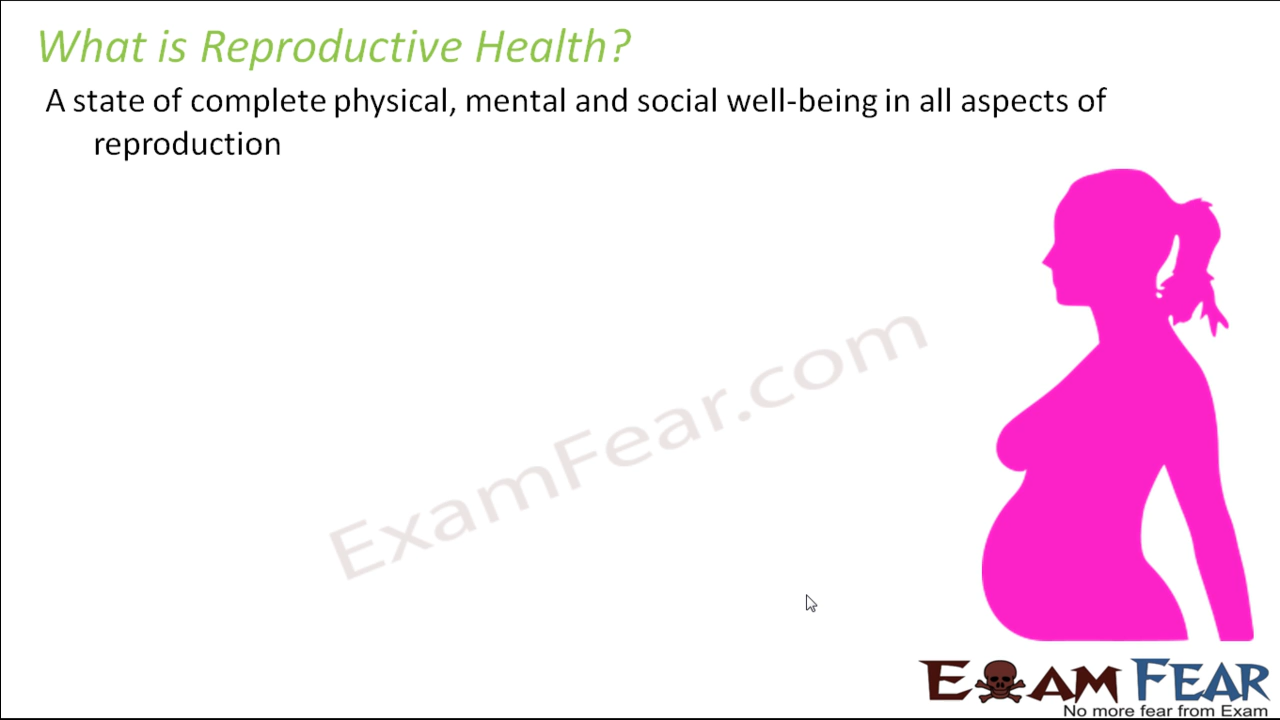 What is Reproductive Health?
A state of complete physical, mental and social well-being in all aspects of
reproduction
ExamFear.com
EXAM FEAR
No more fear from Exam